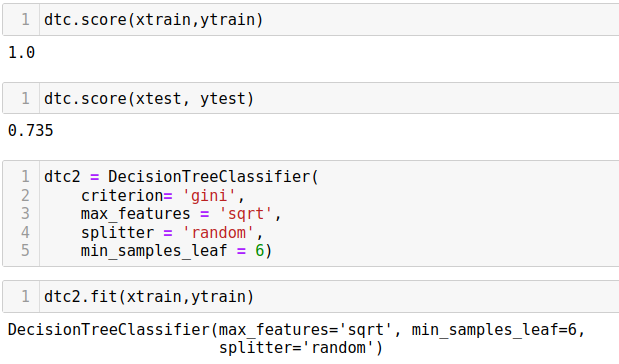 1 dtc.score(xtrain,ytrain)
1.0
1 dtc.score(xtest, ytest)
0.735
1 dtc2 = DecisionTreeClassifier(
2     criterion= 'gini',
3     max_features = 'sqrt',
4     splitter = 'random',
5     min_samples_leaf = 6)
1 dtc2.fit(xtrain,ytrain)
DecisionTreeClassifier(max_features='sqrt', min_samples_leaf=6,
                       splitter='random')